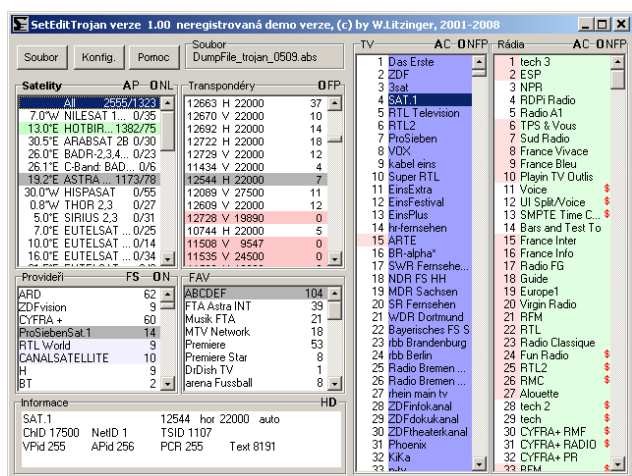 SetEditTrojan verze 1.00 neregistrovaná demo verze, (c) by W.Litzinger, 2001-2008
Soubor Konfig. Pomoc
Soubor
DumpFile_trojan_0509.abs
Satelity AP ONL
All 2555/1323
7.0°W NILESAT 1... 0/35
13.0°E HOTBIR... 1382/75
30.5°E ARABSAT 2B 0/30
26.0°E BADR-2,3,4... 0/23
26.1°E C-Band: BAD... 0/6
19.2°E ASTRA ... 1173/78
30.0°W HISPASAT 0/55
0.8°W THOR 2,3 0/27
5.0°E SIRIUS 2,3 0/31
7.0°E EUTELSAT ... 0/25
10.0°E EUTELSAT ... 0/14
16.0°E EUTELSAT ... 0/34
Transpondéry OFP
12663 H 22000 37
12670 V 22000 10
12692 H 22000 14
12722 H 22000 18
12729 V 22000 12
11434 V 22000 4
12544 H 22000 7
12089 V 27500 11
12609 V 22000 12
12728 V 19890 0
10744 H 22000 5
11508 V 9547 0
11535 V 24500 0
Provideři FS ON
ARD 62
ZDFvision 9
CYFRA + 60
ProSiebenSat.1 14
RTL World 9
CANALSATELLITE 10
H 9
BT 2
FAV
ABCDEF 104
FTA Astra INT 39
Musik FTA 21
MTV Network 18
Premiere 53
Premiere Star 8
DrDish TV 1
arena Fussball 8
Informace HD
SAT.1 12544 hor 22000 auto
ChID 17500 NetID 1 TSID 1107
VPid 255 APid 256 PCR 255 Text 8191
TV AC ONFP
1 Das Erste
2 ZDF
3 3sat
4 SAT.1
5 RTL Television
6 RTL2
7 ProSieben
8 VOX
9 kabel eins
10 Super RTL
11 EinsExtra
12 EinsFestival
13 EinsPlus
14 hr-fernsehen
15 ARTE
16 BR-alpha*
17 SWR Fernsehe...
18 NDR FS HH
19 MDR Sachsen
20 SR Fernsehen
21 WDR Dortmund
22 Bayerisches FS S
23 rbb Brandenburg
24 rbb Berlin
25 Radio Bremen ...
26 Radio Bremen ...
27 rhein main tv
28 ZDFinfokanal
29 ZDFdokukanal
30 ZDFtheaterkanal
31 Phoenix
32 KiKa
33 n-tv
Rádia AC ONFP
1 tech 3
2 ESP
3 NPR
4 RDPi Radio
5 Radio A1
6 TPS & Vous
7 Sud Radio
8 France Vivace
9 France Bleu
10 Playin TV Outlis
11 Voice $
12 UI Split/Voice $
13 SMPTE Time C... $
14 Bars and Test To
15 France Inter
16 France Info
17 Radio FG
18 Guide
19 Europe1
20 Virgin Radio
21 RFM
22 RTL
23 Radio Classique
24 Fun Radio $
25 RTL2 $
26 RMC $
27 Alouette
28 tech 2 $
29 tech $
30 CYFRA+ RMF $
31 CYFRA+ RADIO $
32 CYFRA+ PR
33 RFM $